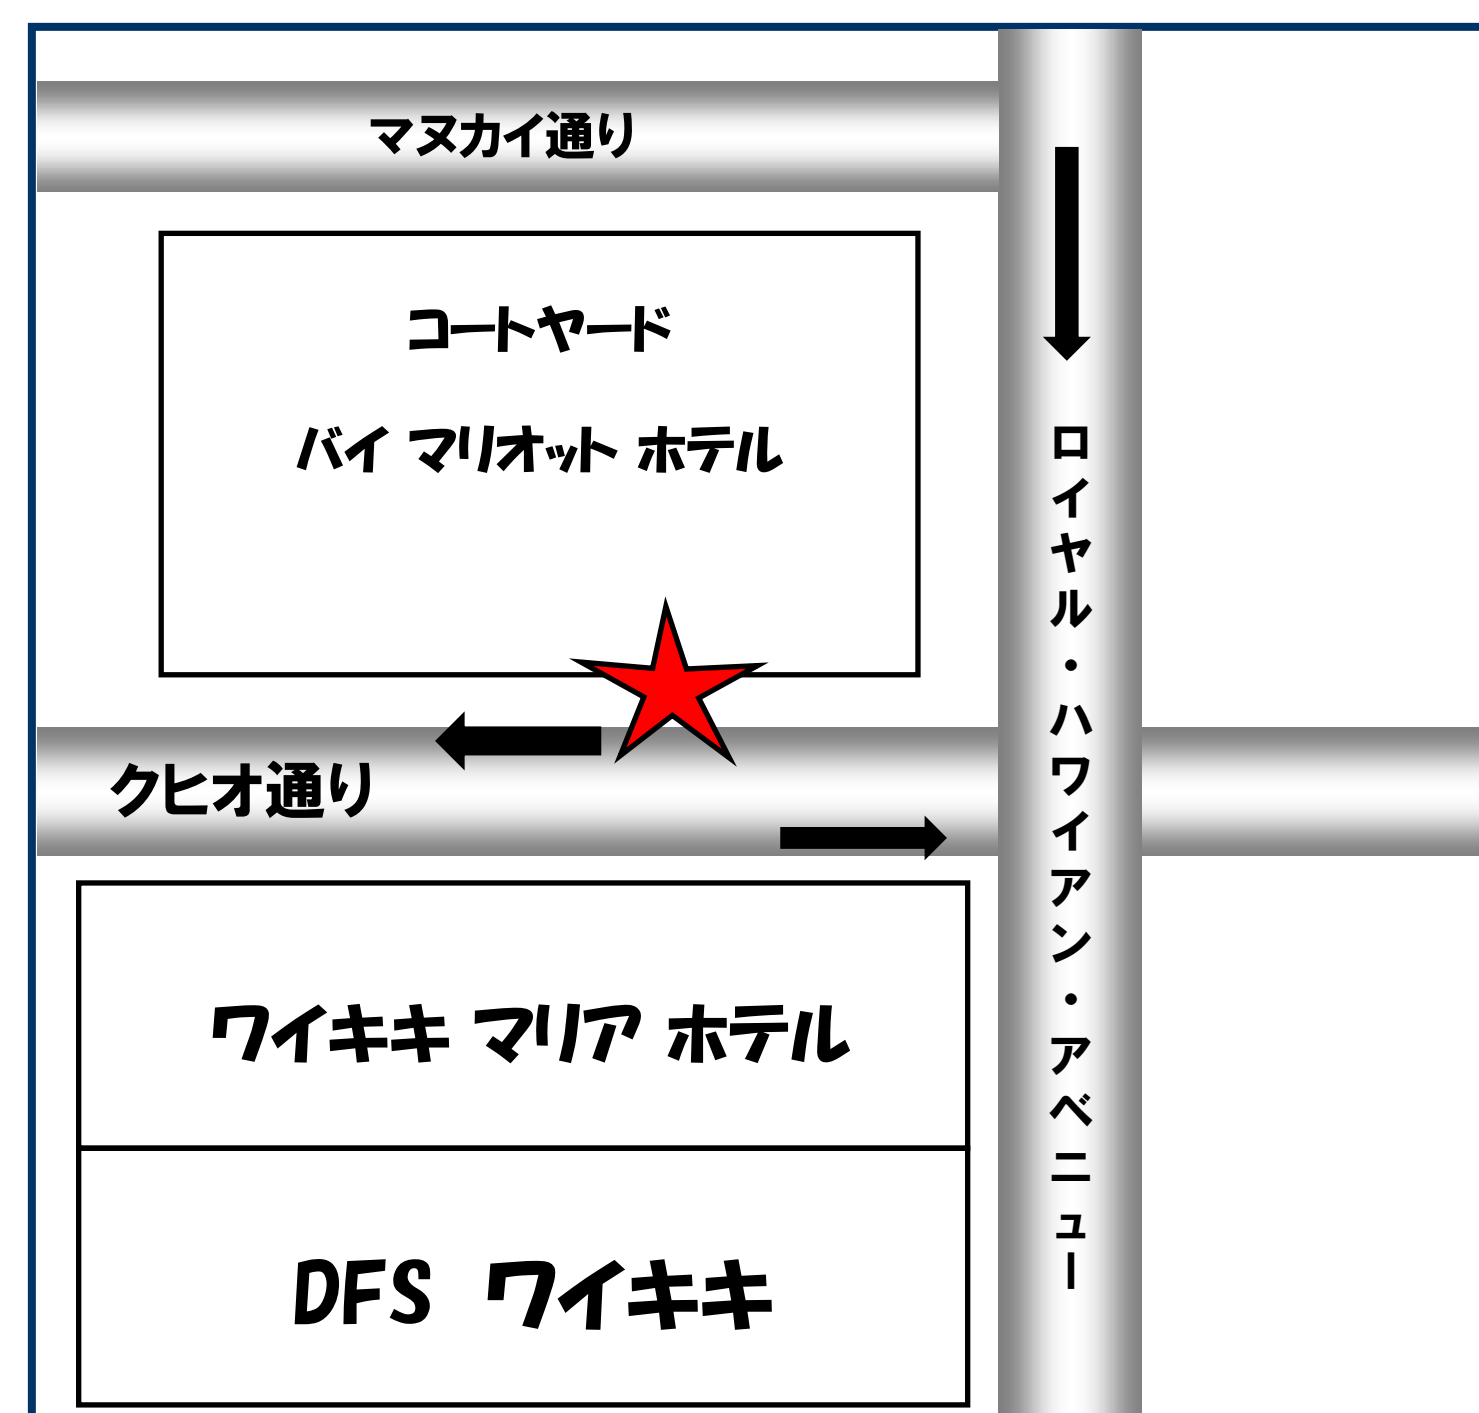 マヌカイ通り
コートヤード
バイ マリオット ホテル
ロイヤル・ハワイアン・アベニュー
クヒオ通り
ワイキキ マリア ホテル
DFS ワイキキ